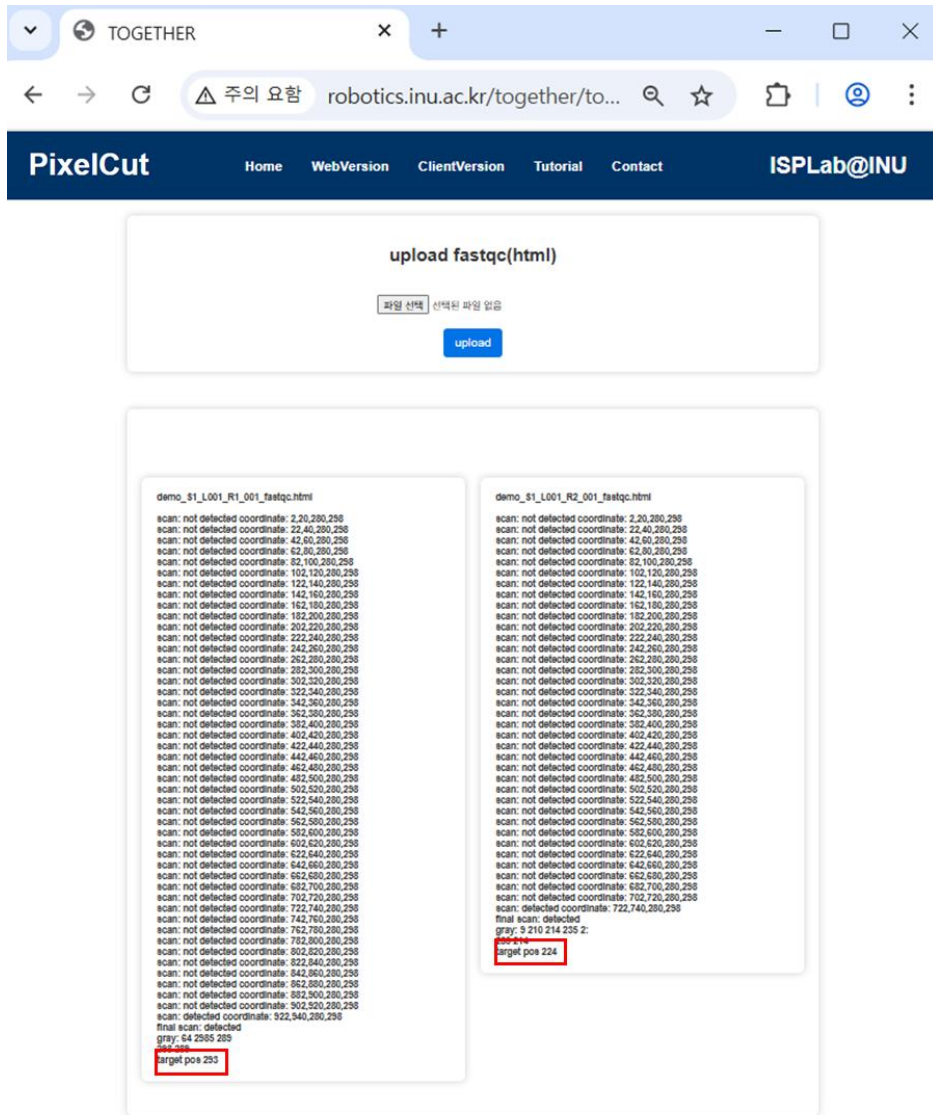 TOGETHER
주의 요함
robotics.inu.ac.kr/together/to...
PixelCut
Home
WebVersion
ClientVersion
Tutorial
Contact
ISPLab@INU
upload fastqc(html)
파일 선택 선택된 파일 없음
upload
demo_S1_L001_R1_001_fastqc.html
scan: not detected coordinate: 2,20,280,298
scan: not detected coordinate: 22,40,280,298
scan: not detected coordinate: 42,60,280,298
scan: not detected coordinate: 62,80,280,298
scan: not detected coordinate: 82,100,280,298
scan: not detected coordinate: 102,120,280,298
scan: not detected coordinate: 122,140,280,298
scan: not detected coordinate: 142,160,280,298
scan: not detected coordinate: 162,180,280,298
scan: not detected coordinate: 182,200,280,298
scan: not detected coordinate: 202,220,280,298
scan: not detected coordinate: 222,240,280,298
scan: not detected coordinate: 242,260,280,298
scan: not detected coordinate: 262,280,280,298
scan: not detected coordinate: 282,300,280,298
scan: not detected coordinate: 302,320,280,298
scan: not detected coordinate: 322,340,280,298
scan: not detected coordinate: 342,360,280,298
scan: not detected coordinate: 362,380,280,298
scan: not detected coordinate: 382,400,280,298
scan: not detected coordinate: 402,420,280,298
scan: not detected coordinate: 422,440,280,298
scan: not detected coordinate: 442,460,280,298
scan: not detected coordinate: 462,480,280,298
scan: not detected coordinate: 482,500,280,298
scan: not detected coordinate: 502,520,280,298
scan: not detected coordinate: 522,540,280,298
scan: not detected coordinate: 542,560,280,298
scan: not detected coordinate: 562,580,280,298
scan: not detected coordinate: 582,600,280,298
scan: not detected coordinate: 602,620,280,298
scan: not detected coordinate: 622,640,280,298
scan: not detected coordinate: 642,660,280,298
scan: not detected coordinate: 662,680,280,298
scan: not detected coordinate: 682,700,280,298
scan: not detected coordinate: 702,720,280,298
scan: not detected coordinate: 722,740,280,298
scan: not detected coordinate: 742,760,280,298
scan: not detected coordinate: 762,780,280,298
scan: not detected coordinate: 782,800,280,298
scan: not detected coordinate: 802,820,280,298
scan: not detected coordinate: 822,840,280,298
scan: not detected coordinate: 842,860,280,298
scan: not detected coordinate: 862,880,280,298
scan: not detected coordinate: 882,900,280,298
scan: not detected coordinate: 902,920,280,298
scan: detected coordinate: 922,940,280,298
final scan: detected
gray: 64 2985 289
target pos 293
demo_S1_L001_R2_001_fastqc.html
scan: not detected coordinate: 2,20,280,298
scan: not detected coordinate: 22,40,280,298
scan: not detected coordinate: 42,60,280,298
scan: not detected coordinate: 62,80,280,298
scan: not detected coordinate: 82,100,280,298
scan: not detected coordinate: 102,120,280,298
scan: not detected coordinate: 122,140,280,298
scan: not detected coordinate: 142,160,280,298
scan: not detected coordinate: 162,180,280,298
scan: not detected coordinate: 182,200,280,298
scan: not detected coordinate: 202,220,280,298
scan: not detected coordinate: 222,240,280,298
scan: not detected coordinate: 242,260,280,298
scan: not detected coordinate: 262,280,280,298
scan: not detected coordinate: 282,300,280,298
scan: not detected coordinate: 302,320,280,298
scan: not detected coordinate: 322,340,280,298
scan: not detected coordinate: 342,360,280,298
scan: not detected coordinate: 362,380,280,298
scan: not detected coordinate: 382,400,280,298
scan: not detected coordinate: 402,420,280,298
scan: not detected coordinate: 422,440,280,298
scan: not detected coordinate: 442,460,280,298
scan: not detected coordinate: 462,480,280,298
scan: not detected coordinate: 482,500,280,298
scan: not detected coordinate: 502,520,280,298
scan: not detected coordinate: 522,540,280,298
scan: not detected coordinate: 542,560,280,298
scan: not detected coordinate: 562,580,280,298
scan: not detected coordinate: 582,600,280,298
scan: not detected coordinate: 602,620,280,298
scan: not detected coordinate: 622,640,280,298
scan: not detected coordinate: 642,660,280,298
scan: not detected coordinate: 662,680,280,298
scan: not detected coordinate: 682,700,280,298
scan: not detected coordinate: 702,720,280,298
scan: detected coordinate: 722,740,280,298
final scan: detected
gray: 9 210 214 235 2:
target pos 224